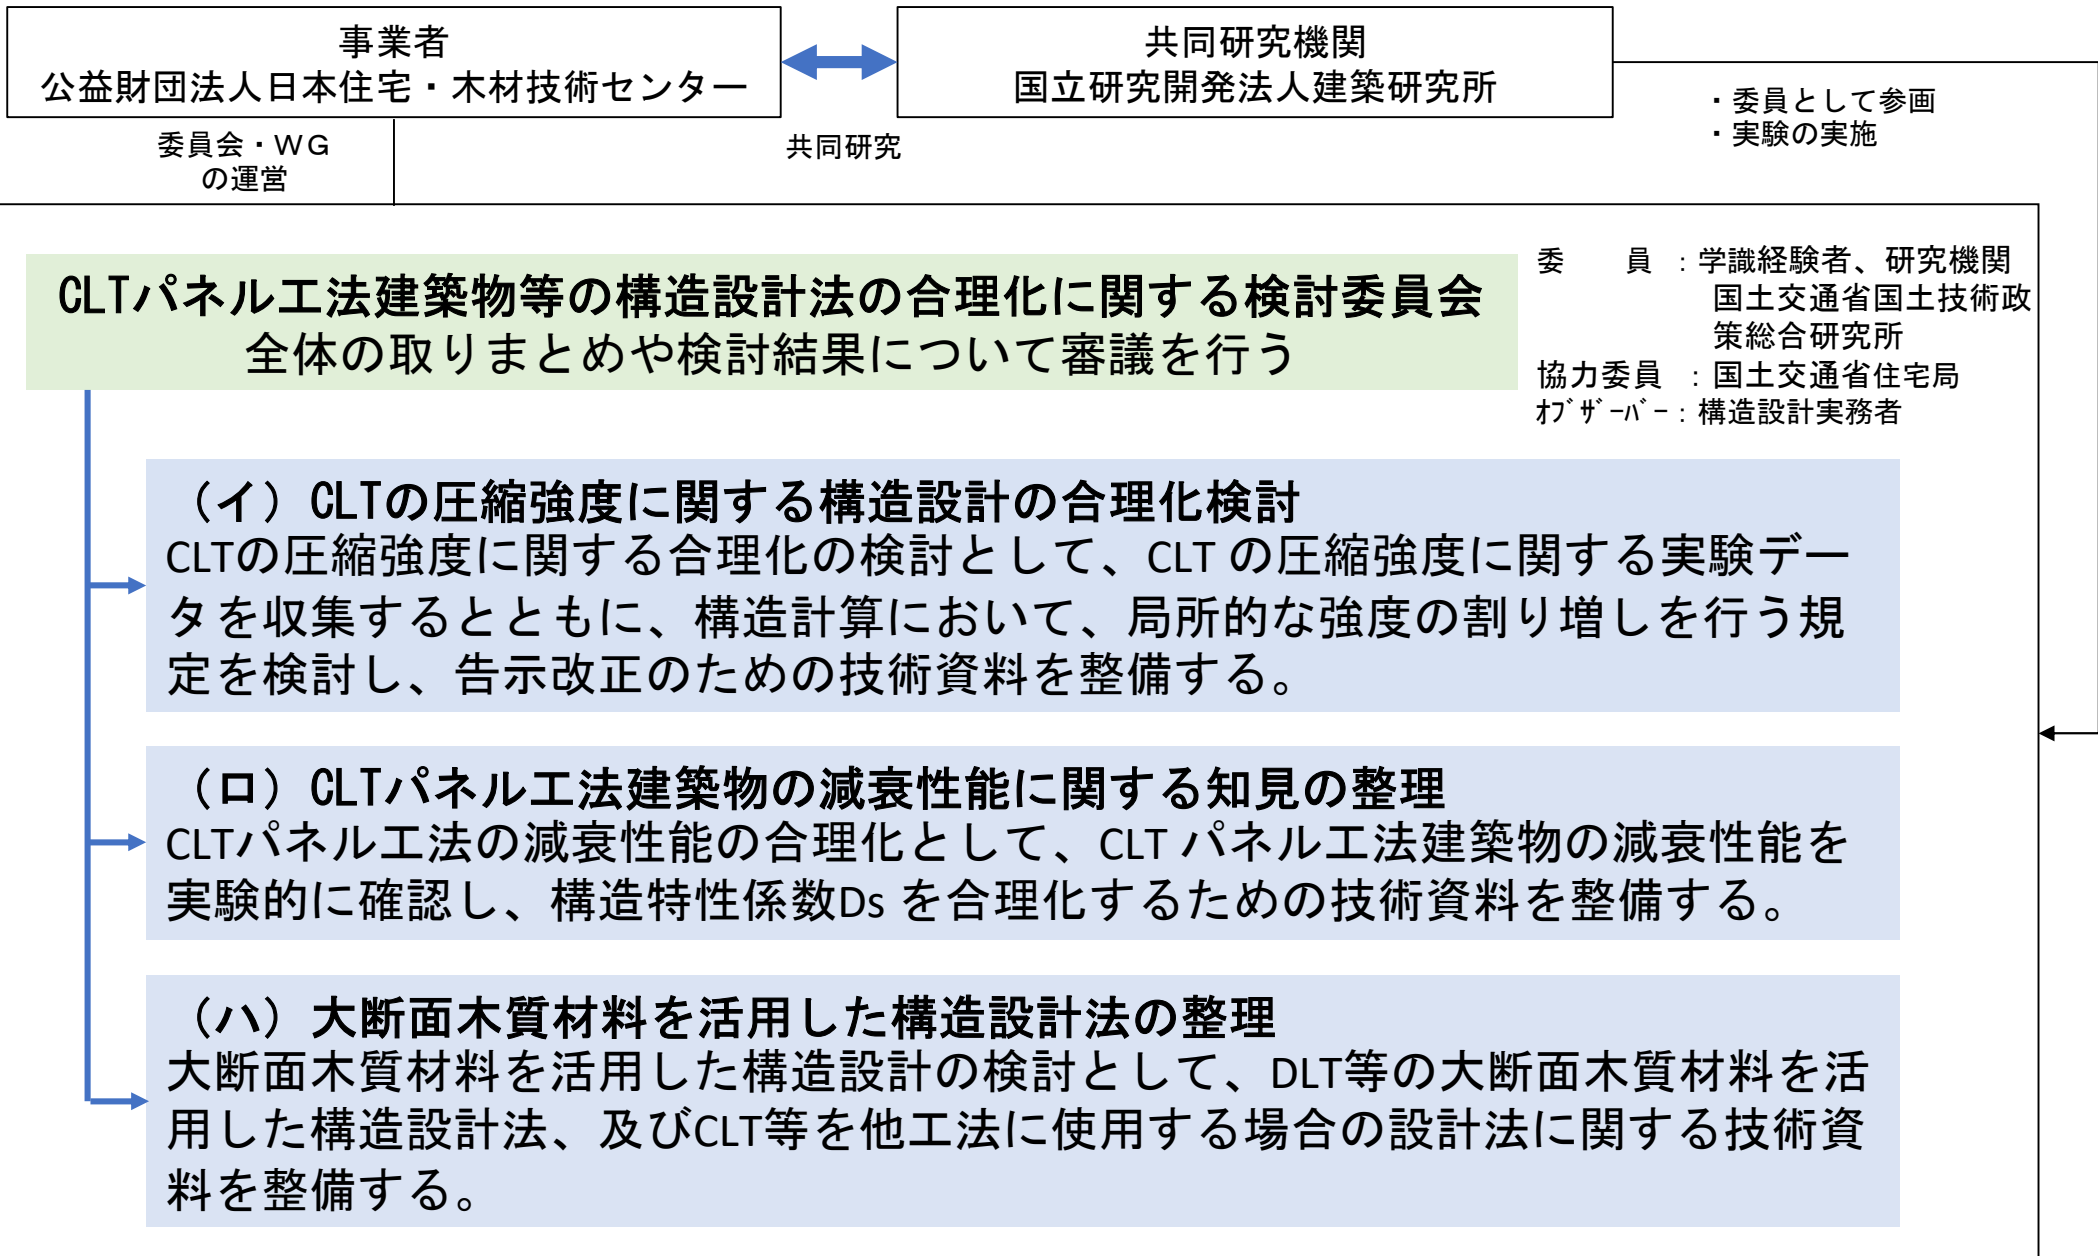 事業者
公益財団法人日本住宅・木材技術センター
共同研究機関
国立研究開発法人建築研究所
・委員として参画
・実験の実施
委員会・ＷＧ
の運営
共同研究
CLTパネル工法建築物等の構造設計法の合理化に関する検討委員会
全体の取りまとめや検討結果について審議を行う
委　員　：学識経験者、研究機関
国土交通省国土技術政
策総合研究所
協力委員　：国土交通省住宅局
ｵﾌﾞｻﾞｰﾊﾞｰ：構造設計実務者
（イ）CLTの圧縮強度に関する構造設計の合理化検討
CLTの圧縮強度に関する合理化の検討として、CLT の圧縮強度に関する実験デー
タを収集するとともに、構造計算において、局所的な強度の割り増しを行う規
定を検討し、告示改正のための技術資料を整備する。
（ロ）CLTパネル工法建築物の減衰性能に関する知見の整理
CLTパネル工法の減衰性能の合理化として、CLT パネル工法建築物の減衰性能を
実験的に確認し、構造特性係数Ds を合理化するための技術資料を整備する。
（ハ）大断面木質材料を活用した構造設計法の整理
大断面木質材料を活用した構造設計の検討として、DLT等の大断面木質材料を活
用した構造設計法、及びCLT等を他工法に使用する場合の設計法に関する技術資
料を整備する。